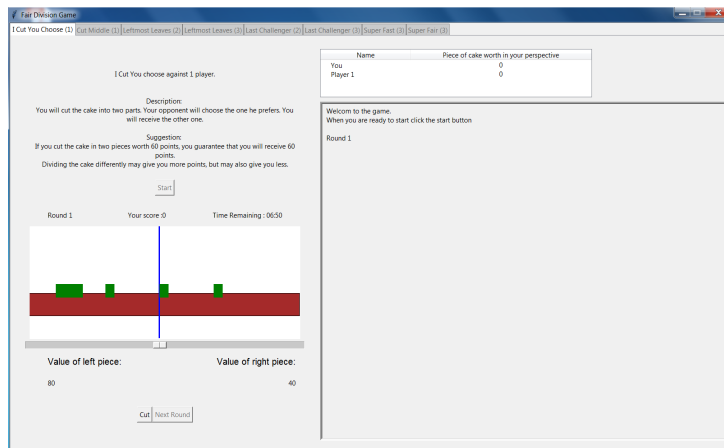 Fair Division Game
I Cut You Choose (1) Cut Middle (1) Leftmost Leaves (2) Leftmost Leaves (3) Last Challenger (2) Last Challenger (3) Super Fast (3) Super Fair (3)
I Cut You choose against 1 player.
Description:
You will cut the cake into two parts. Your opponent will choose the one he prefers. You
will receive the other one.
Suggestion:
If you cut the cake in two pieces worth 60 points, you guarantee that you will receive 60
points.
Dividing the cake differently may give you more points, but may also give you less.
Start
Round 1 Your score :0 Time Remaining : 06:50
Value of left piece: Value of right piece:
80 40
Cut Next Round
Name Piece of cake worth in your perspective
You 0
Player 1 0
Welcom to the game.
When you are ready to start click the start button
Round 1